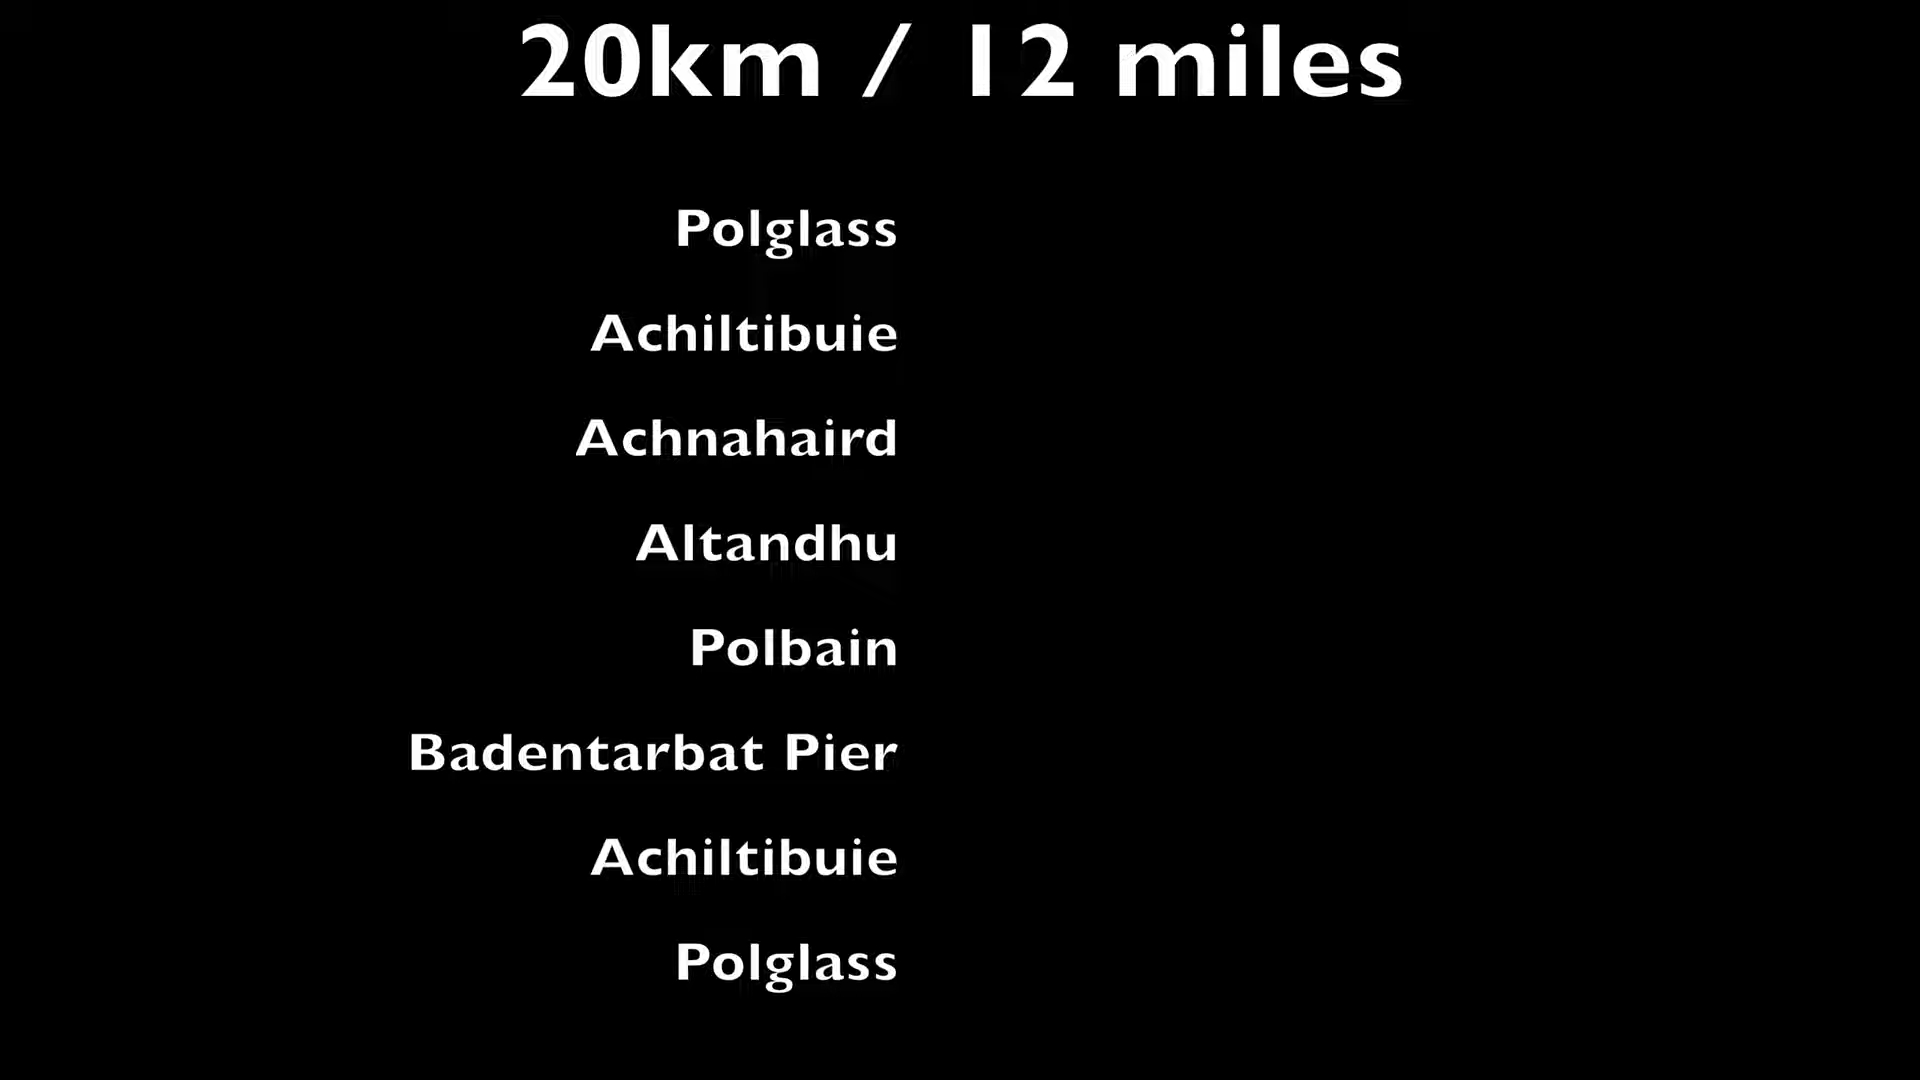 20km / 12 miles
Polglass
Achiltibuie
Achnahaird
Altandhu
Polbain
Badentarbat Pier
Achiltibuie
Polglass